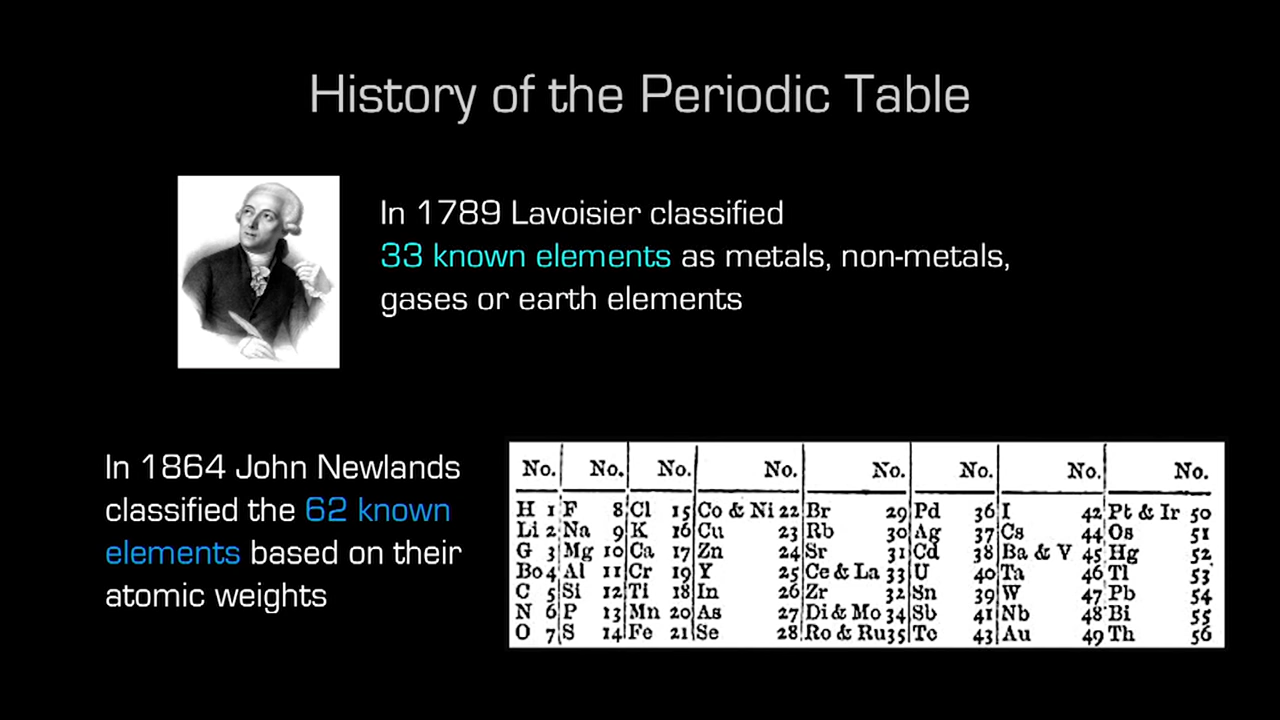 History of the Periodic Table
In 1789 Lavoisier classified
33 known elements as metals, non-metals,
gases or earth elements
In 1864 John Newlands
classified the 62 known
elements based on their
atomic weights
No. No. No. No. No. No. No. No.
H 1 F 8 Cl 15 Co & Ni 22 Br 29 Pd 36 I 42 Pt & Ir 50
Li 2 Na 9 K 16 Cu 23 Rb 30 Ag 37 Cs 44 Os 51
G 3 Mg 10 Ca 17 Zn 24 Sr 31 Cd 38 Ba & V 45 Hg 52
Bo 4 Al 11 Cr 19 Y 25 Ce & La 33 U 40 Ta 46 Tl 53
C 5 Si 12 Ti 18 In 26 Zr 32 Sn 39 W 47 Pb 54
N 6 P 13 Mn 20 As 27 Di & Mo 34 Sb 41 Nb 48 Bi 55
O 7 S 14 Fe 21 Se 28 Ro & Ru 35 Te 43 Au 49 Th 56